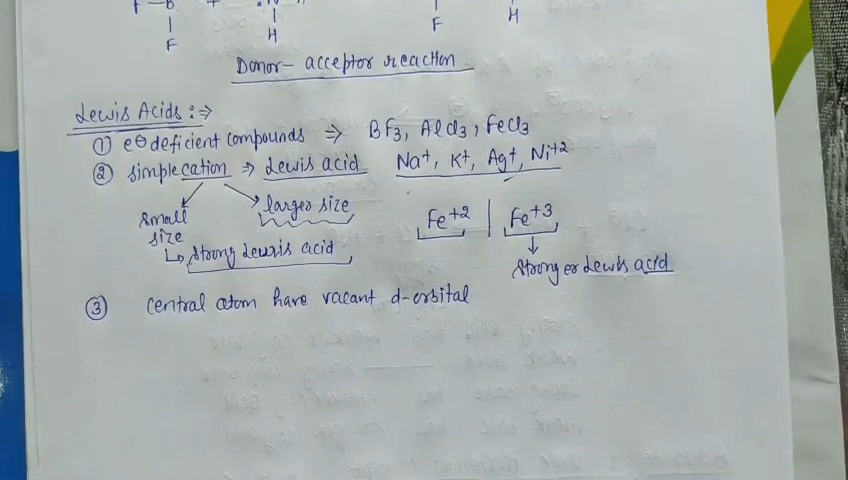 F - B + :N H
F H F H
Donor- acceptor reaction
Lewis Acids :⇒
① e⊖ deficient compounds ⇒ BF3, AlCl3, FeCl3
② simple cation ⇒ Lewis acid Na+, K+, Ag+, Ni+2
small size larger size Fe+2 | Fe+3
↳ strong Lewis acid
↓ stronger Lewis acid
③ central atom have vacant d-orbital